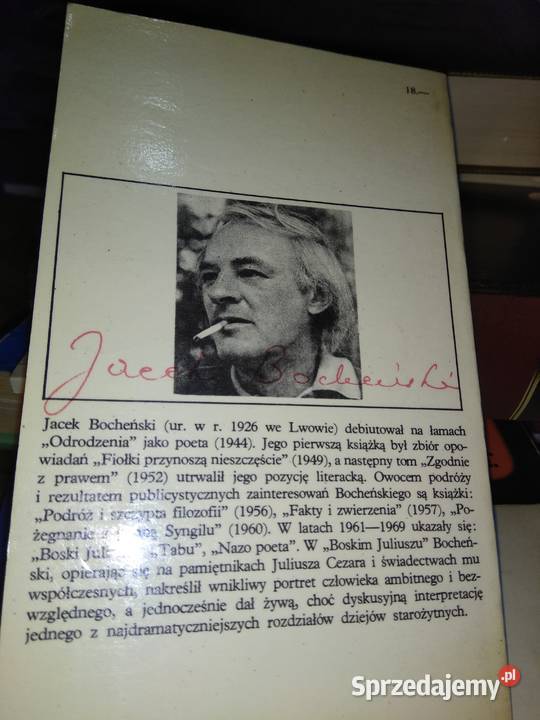 18.—
Jacek Bocheński
Jacek Bocheński (ur. w r. 1926 we Lwowie) debiutował na łamach
„Odrodzenia” jako poeta (1944). Jego pierwszą książką był zbiór opo-
wiadań „Fiołki przynoszą nieszczęście” (1949), a następny tom „Zgodnie
z prawem” (1952) utrwalił jego pozycję literacką. Owocem podróży
i rezultatem publicystycznych zainteresowań Bocheńskiego są książki:
„Podróż i szczypta filozofii” (1956), „Fakty i zwierzenia” (1957), „Po-
żegnanie z Syngilu” (1960). W latach 1961—1969 ukazały się:
„Boski „Tabu”, „Nazo poeta”. W „Boskim Juliuszu” Bocheń-
ski, opierając się na pamiętnikach Juliusza Cezara i świadectwach mu
współczesnych, nakreślił wnikliwy portret człowieka ambitnego i bez-
względnego, a jednocześnie dał żywą, choć dyskusyjną interpretację
jednego z najdramatyczniejszych rozdziałów dziejów starożytnych.
Sprzedajemy.pl